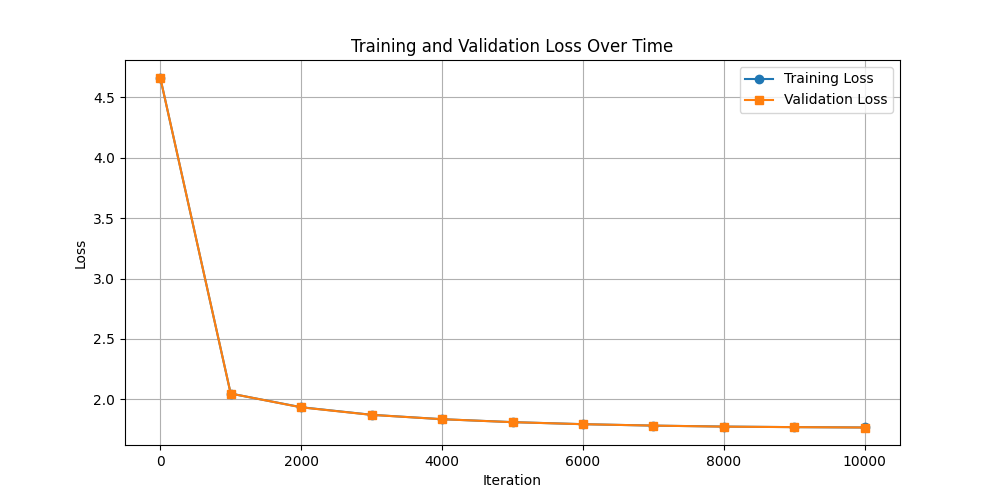 Training and Validation Loss Over Time
Training Loss
Validation Loss
4.5
4.0
3.5
3.0
2.5
2.0
Loss
0 2000 4000 6000 8000 10000
Iteration